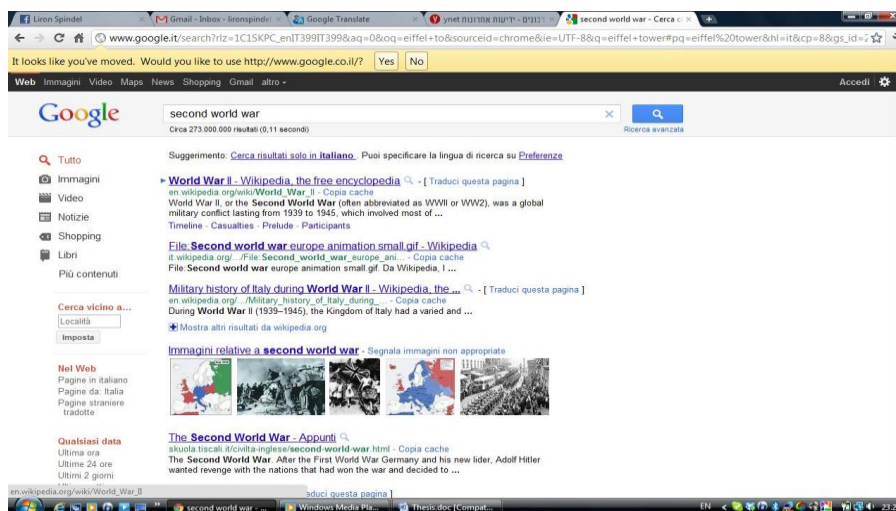 Liron Spindel
Gmail - Inbox - lironspindel
Google Translate
ynet רכונים - ידיעות אחרונות
second world war - Cerca c
www.google.it/search?rlz=1C1SKPC_enIT399IT399&aq=0&oq=eiffel+to&sourceid=chrome&ie=UTF-8&q=eiffel+tower#pq=eiffel%20tower&hl=it&cp=8&gs_id=2
It looks like you've moved. Would you like to use http://www.google.co.il/? Yes No
Web Immagini Video Maps News Shopping Gmail altro Accedi
Google
second world war
Circa 273.000.000 risultati (0,11 secondi)
Ricerca avanzata
Tutto
Immagini
Video
Notizie
Shopping
Libri
Più contenuti
Cerca vicino a...
Località
Imposta
Nel Web
Pagine in italiano
Pagine da: Italia
Pagine straniere
tradotte
Qualsiasi data
Ultima ora
Ultime 24 ore
Ultimi 2 giorni
Suggerimento: Cerca risultati solo in italiano. Puoi specificare la lingua di ricerca su Preferenze
World War II - Wikipedia, the free encyclopedia - [ Traduci questa pagina ]
en.wikipedia.org/wiki/World_War_II - Copia cache
World War II, or the Second World War (often abbreviated as WWII or WW2), was a global
military conflict lasting from 1939 to 1945, which involved most of ...
Timeline - Casualties - Prelude - Participants
File:Second world war europe animation small.gif - Wikipedia
it.wikipedia.org/.../File:Second_world_war_europe_ani... - Copia cache
File:Second world war europe animation small.gif. Da Wikipedia, l ...
Military history of Italy during World War II - Wikipedia, the ... - [ Traduci questa pagina ]
en.wikipedia.org/.../Military_history_of_Italy_during_... - Copia cache
During World War II (1939–1945), the Kingdom of Italy had a varied and ...
Mostra altri risultati da wikipedia.org
Immagini relative a second world war - Segnala immagini non appropriate
The Second World War - Appunti
skuola.tiscali.it/civilta-inglese/second-world-war.html - Copia cache
The Second World War. After the First World War Germany and his new lider, Adolf Hitler
wanted revenge with the nations that had won the war and decided to ...
aduci questa pagina ]
en.wikipedia.org/wiki/World_War_II
second world war - ...
Windows Media Pla...
Thesis.doc [Compat...
EN